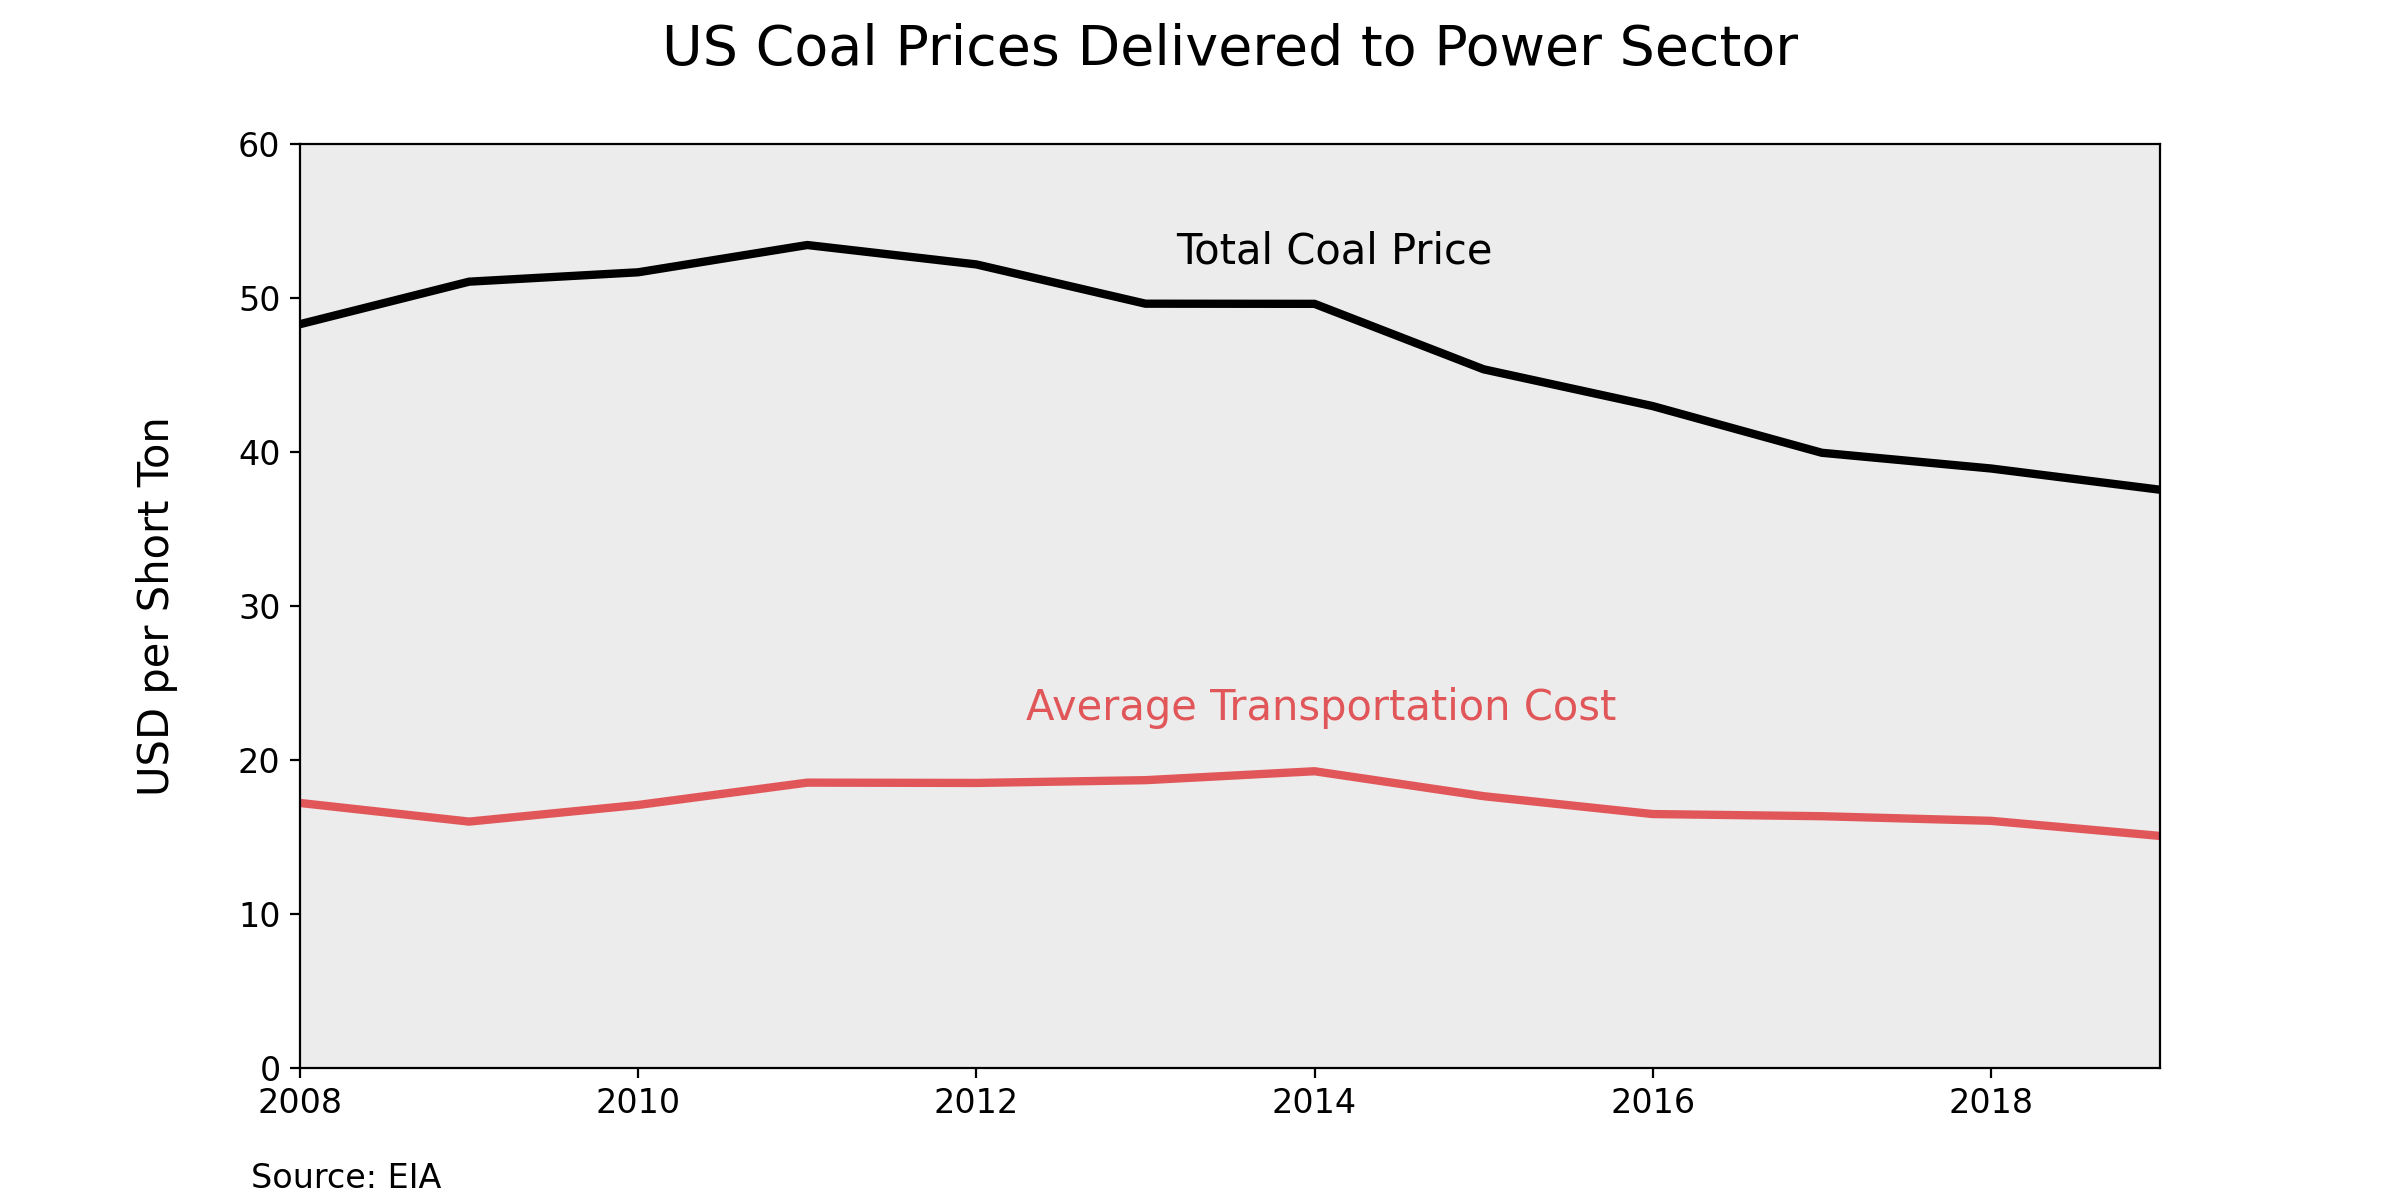 US Coal Prices Delivered to Power Sector
60
50
40
30
20
10
0
USD per Short Ton
Total Coal Price
Average Transportation Cost
2008 2010 2012 2014 2016 2018
Source: EIA